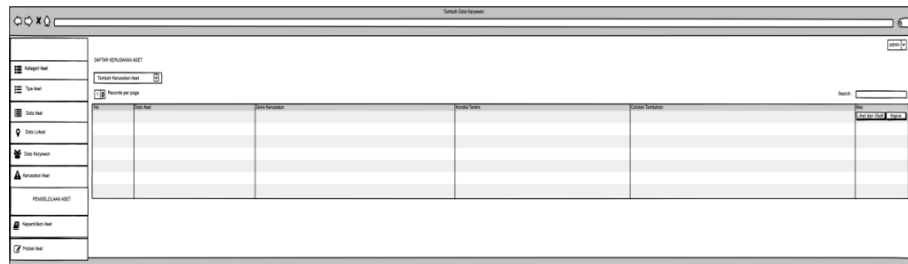 Tambah Data Karyawan
admin
Kategori Aset
Tipe Aset
Data Aset
Data Lokasi
Data Karyawan
Kerusakan Aset
PENGELOLAAN ASET
Kepemilikan Aset
Mutasi Aset
DAFTAR KERUSAKAN ASET
Tambah Kerusakan Aset
1 Records per page
Search :
No Data Aset Jenis Kerusakan Kondisi Terkini Catatan Tambahan Aksi
Lihat dan Ubah Hapus